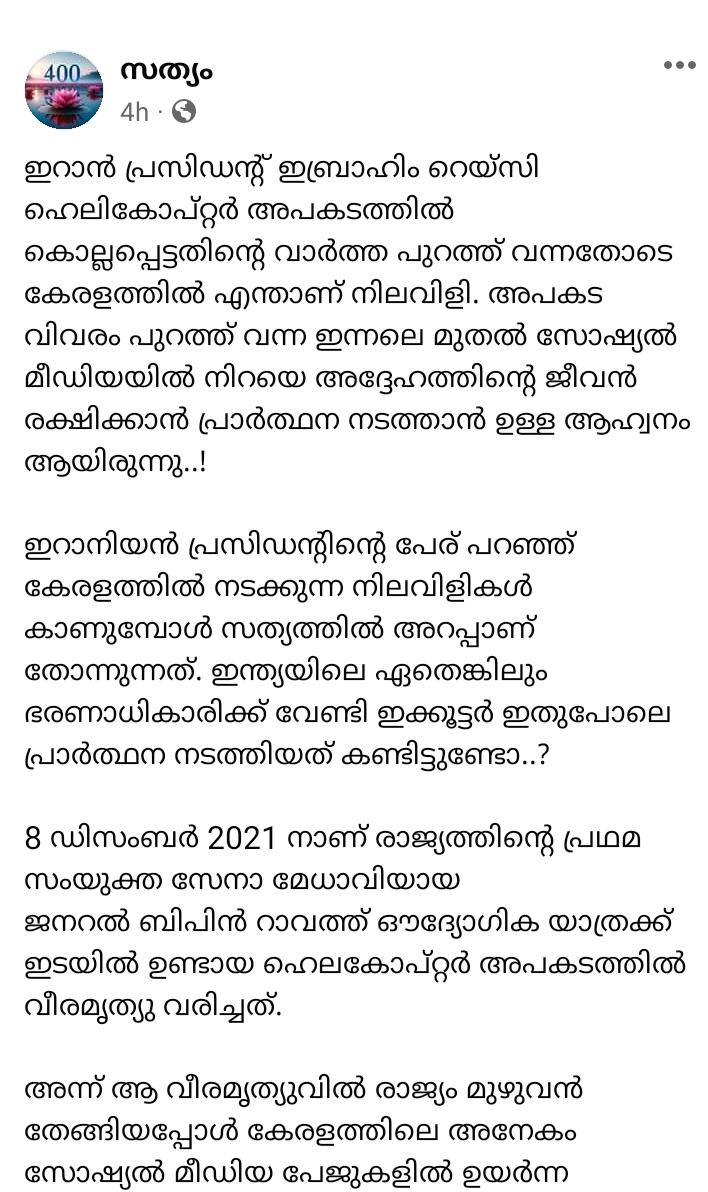 400
സത്യം
4h ·
ഇറാൻ പ്രസിഡന്റ് ഇബ്രാഹിം റെയ്സി
ഹെലികോപ്റ്റർ അപകടത്തിൽ
കൊല്ലപ്പെട്ടതിന്റെ വാർത്ത പുറത്ത് വന്നതോടെ
കേരളത്തിൽ എന്താണ് നിലവിളി. അപകട
വിവരം പുറത്ത് വന്ന ഇന്നലെ മുതൽ സോഷ്യൽ
മീഡിയയിൽ നിറയെ അദ്ദേഹത്തിന്റെ ജീവൻ
രക്ഷിക്കാൻ പ്രാർത്ഥന നടത്താൻ ഉള്ള ആഹ്വനം
ആയിരുന്നു..!
ഇറാനിയൻ പ്രസിഡന്റിന്റെ പേര് പറഞ്ഞ്
കേരളത്തിൽ നടക്കുന്ന നിലവിളികൾ
കാണുമ്പോൾ സത്യത്തിൽ അറപ്പാണ്
തോന്നുന്നത്. ഇന്ത്യയിലെ ഏതെങ്കിലും
ഭരണാധികാരിക്ക് വേണ്ടി ഇക്കൂട്ടർ ഇതുപോലെ
പ്രാർത്ഥന നടത്തിയത് കണ്ടിട്ടുണ്ടോ..?
8 ഡിസംബർ 2021 നാണ് രാജ്യത്തിന്റെ പ്രഥമ
സംയുക്ത സേനാ മേധാവിയായ
ജനറൽ ബിപിൻ റാവത്ത് ഔദ്യോഗിക യാത്രക്ക്
ഇടയിൽ ഉണ്ടായ ഹെലകോപ്റ്റർ അപകടത്തിൽ
വീരമൃത്യു വരിച്ചത്.
അന്ന് ആ വീരമൃത്യുവിൽ രാജ്യം മുഴുവൻ
തേങ്ങിയപ്പോൾ കേരളത്തിലെ അനേകം
സോഷ്യൽ മീഡിയ പേജുകളിൽ ഉയർന്ന